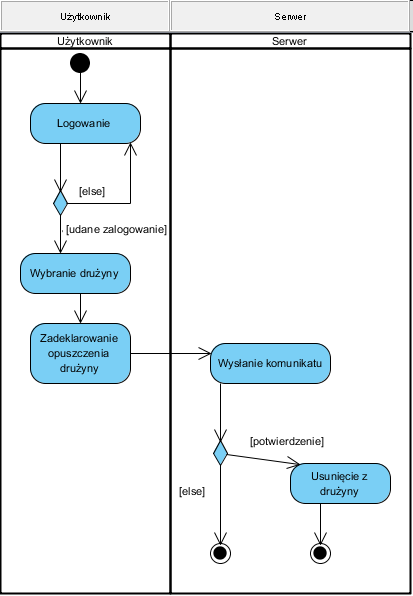 Użytkownik
Serwer
Użytkownik
Serwer
Logowanie
[else]
[udane zalogowanie]
Wybranie drużyny
Zadeklarowanie
opuszczenia
drużyny
Wysłanie komunikatu
[potwierdzenie]
[else]
Usunięcie z
drużyny